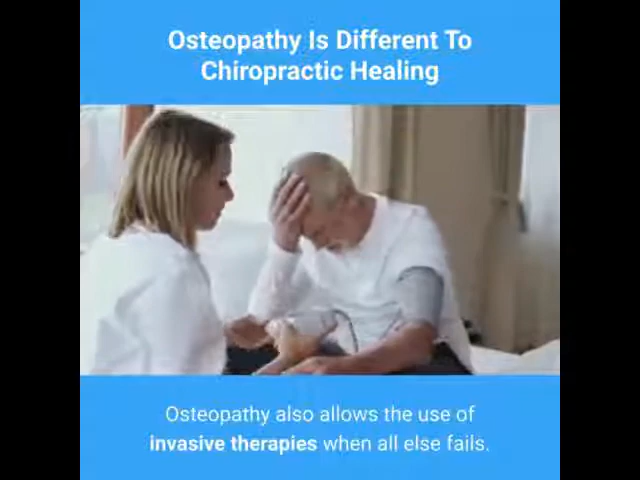 Osteopathy Is Different To
Chiropractic Healing
Osteopathy also allows the use of
invasive therapies when all else fails.